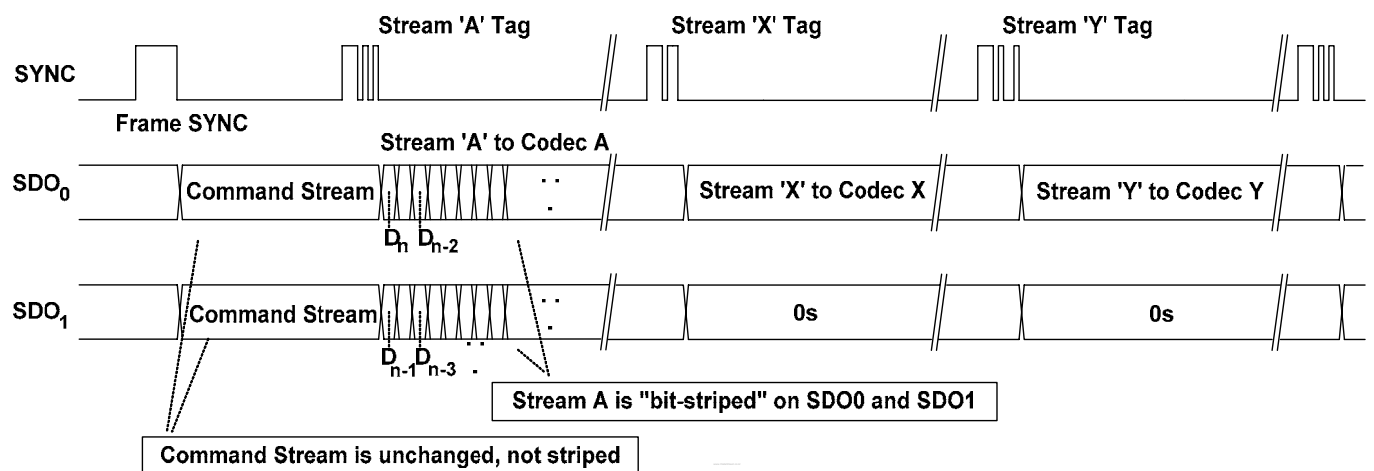 Stream 'A' Tag
Stream 'X' Tag
Stream 'Y' Tag
SYNC
Frame SYNC
Stream 'A' to Codec A
SDO0
Command Stream
. .
.
Stream 'X' to Codec X
Stream 'Y' to Codec Y
Dn
Dn-2
SDO1
Command Stream
. .
.
0s
0s
Dn-1
Dn-3
. .
.
Stream A is "bit-striped" on SDO0 and SDO1
Command Stream is unchanged, not striped